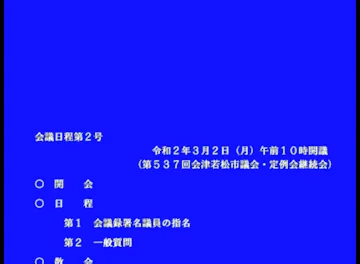 会議日程第２号
令和２年３月２日（月）午前１０時開議
（第５３７回会津若松市議会・定例会継続会）
○　開　　会
○　日　　程
第１　会議録署名議員の指名
第２　一般質問
○　散　　会